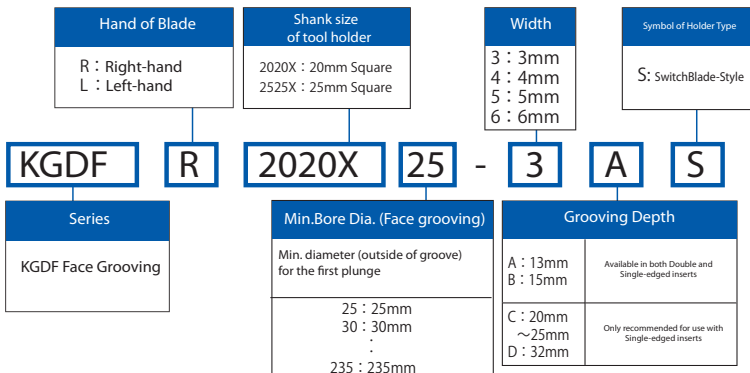 Hand of Blade
R：Right-hand
L：Left-hand
Shank size
of tool holder
2020X：20mm Square
2525X：25mm Square
Width
3：3mm
4：4mm
5：5mm
6：6mm
Symbol of Holder Type
S: SwitchBlade-Style
KGDF R 2020X 25 - 3 A S
Series
KGDF Face Grooving
Min.Bore Dia. (Face grooving)
Min. diameter (outside of groove)
for the first plunge
25：25mm
30：30mm
.
.
235：235mm
Grooving Depth
A：13mm
B：15mm
Available in both Double and
Single-edged inserts
C：20mm
～25mm
D：32mm
Only recommended for use with
Single-edged inserts